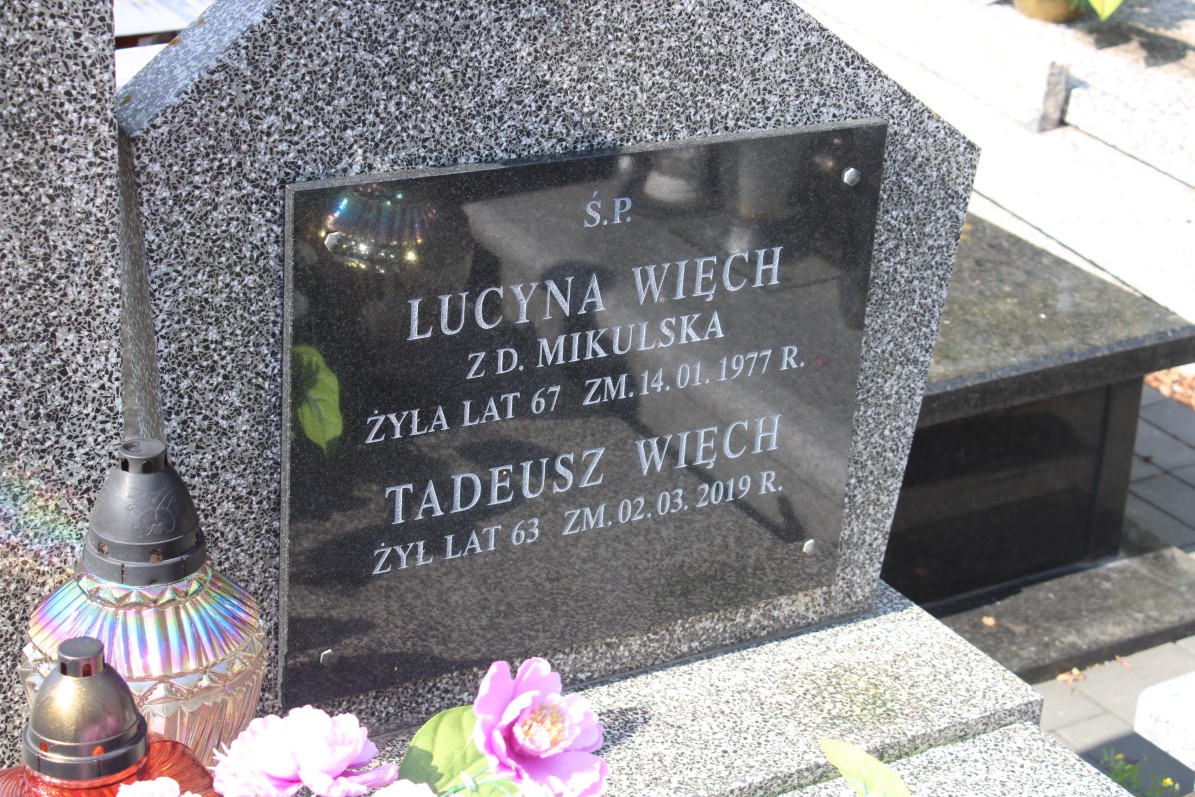 Ś.P.
LUCYNA WIĘCH
Z D. MIKULSKA
ŻYŁA LAT 67 ZM. 14. 01. 1977 R.
TADEUSZ WIĘCH
ŻYŁ LAT 63 ZM. 02. 03. 2019 R.